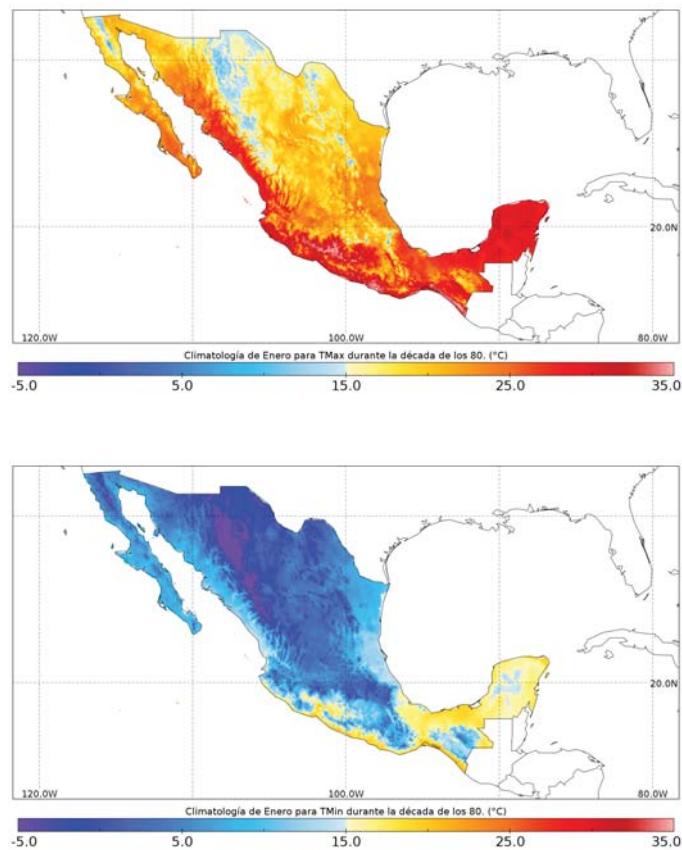 20.0N
120.0W 100.0W 80.0W
Climatología de Enero para TMax durante la década de los 80. (°C)
-5.0 5.0 15.0 25.0 35.0
20.0N
120.0W 100.0W 80.0W
Climatología de Enero para TMin durante la década de los 80. (°C)
-5.0 5.0 15.0 25.0 35.0